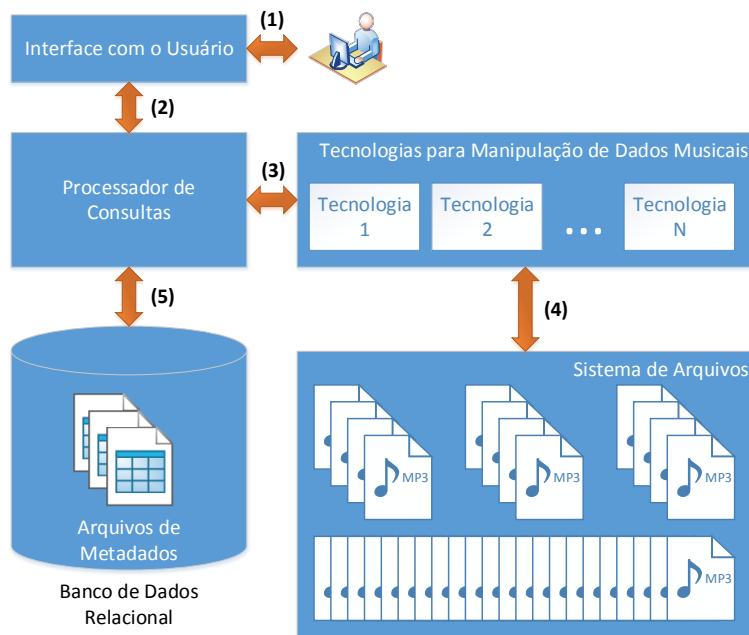 (1)
Interface com o Usuário
(2)
Processador de
Consultas
(3)
Tecnologias para Manipulação de Dados Musicais
Tecnologia
1
Tecnologia
2
...
Tecnologia
N
(5)
(4)
Sistema de Arquivos
MP3
MP3
MP3
MP3
Arquivos de
Metadados
Banco de Dados
Relacional